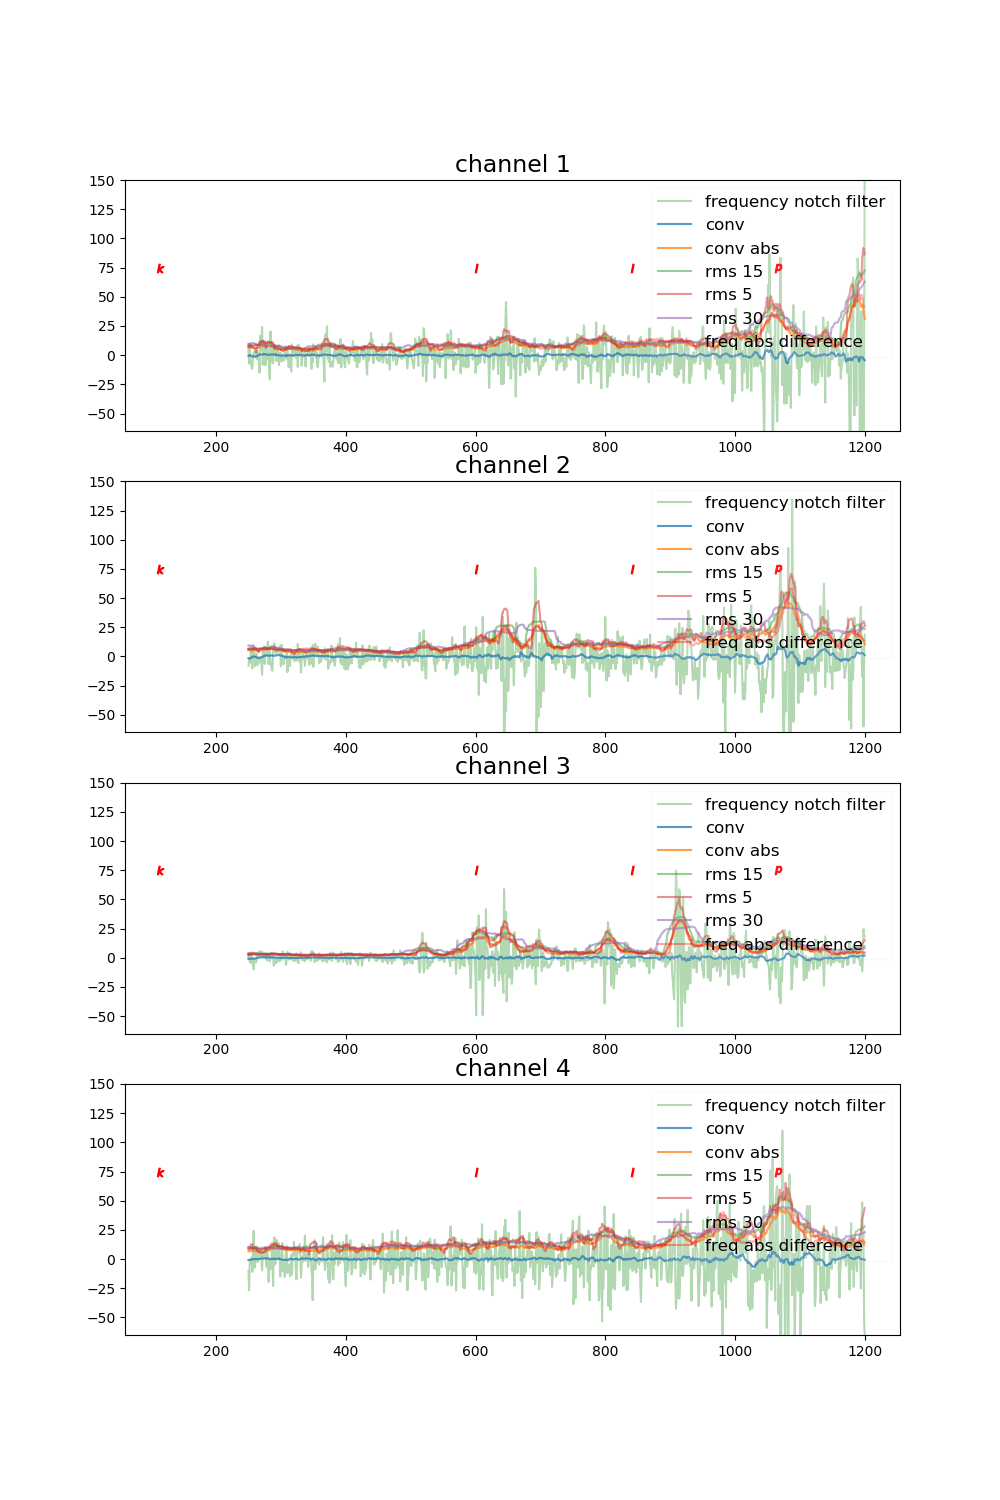 channel 1
150
125
100
75
50
25
0
−25
−50
k
l
l
p
frequency notch filter
conv
conv abs
rms 15
rms 5
rms 30
freq abs difference
200 400 600 800 1000 1200
channel 2
150
125
100
75
50
25
0
−25
−50
k
l
l
p
frequency notch filter
conv
conv abs
rms 15
rms 5
rms 30
freq abs difference
200 400 600 800 1000 1200
channel 3
150
125
100
75
50
25
0
−25
−50
k
l
l
p
frequency notch filter
conv
conv abs
rms 15
rms 5
rms 30
freq abs difference
200 400 600 800 1000 1200
channel 4
150
125
100
75
50
25
0
−25
−50
k
l
l
p
frequency notch filter
conv
conv abs
rms 15
rms 5
rms 30
freq abs difference
200 400 600 800 1000 1200